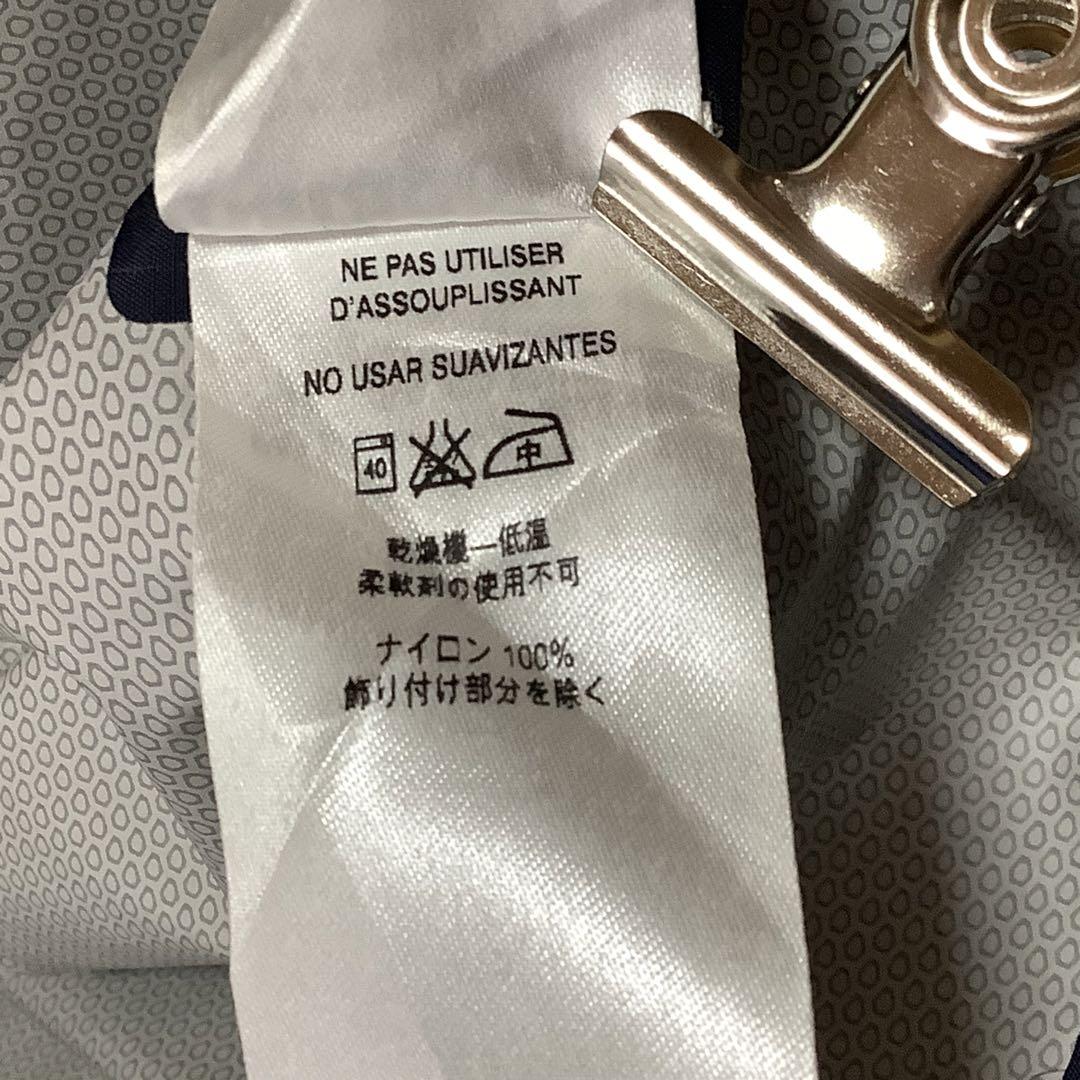 NE PAS UTILISER
D'ASSOUPLISSANT
NO USAR SUAVIZANTES
40 中
乾燥機—低温
柔軟剤の使用不可
ナイロン 100%
飾り付け部分を除く